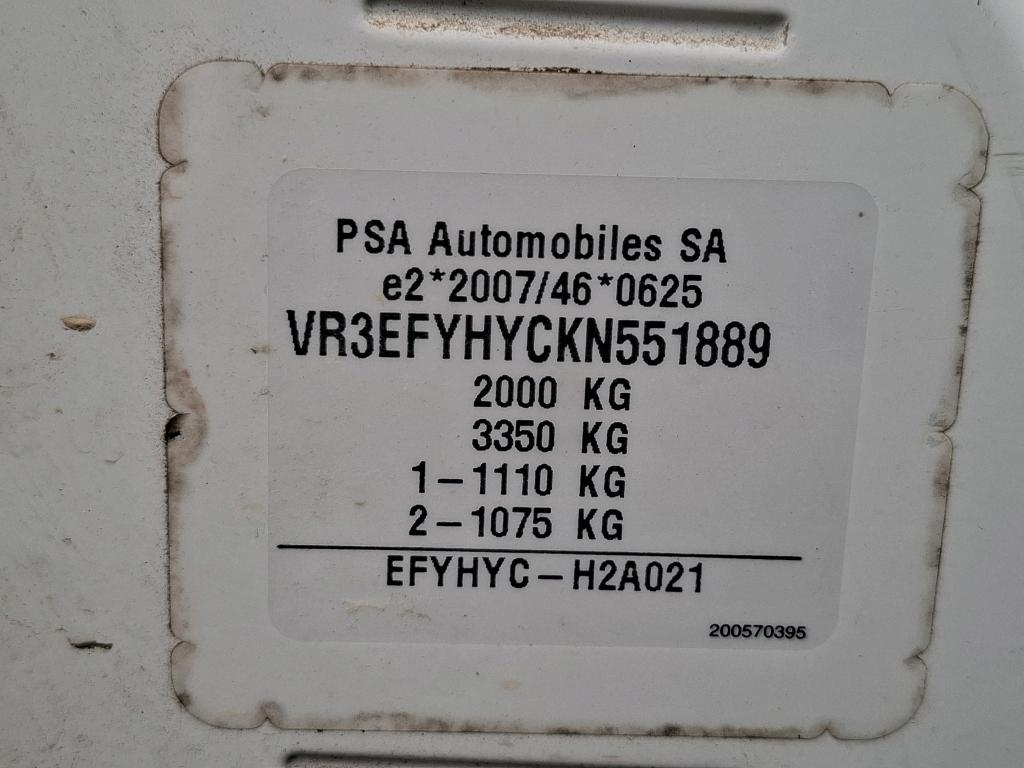 PSA Automobiles SA
e2*2007/46*0625
VR3EFYHYCKN551889
2000 KG
3350 KG
1-1110 KG
2-1075 KG
EFYHYC-H2A021
200570395